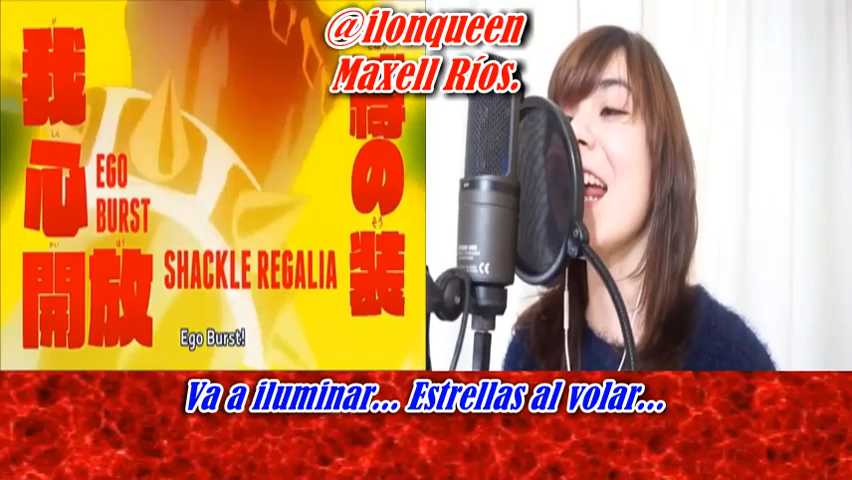 @ilonqueen
Maxell Ríos.
我心
開放
EGO
BURST
SHACKLE REGALIA
の装
Ego Burst!
Va a iluminar... Estrellas al volar...